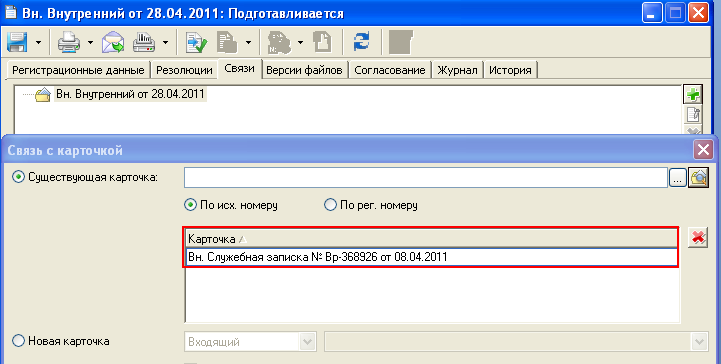 Вн. Внутренний от 28.04.2011: Подготавливается
Регистрационные данные Резолюции Связи Версии файлов Согласование Журнал История
Вн. Внутренний от 28.04.2011
Связь с карточкой
Существующая карточка: ...
По исх. номеру По рег. номеру
Карточка
Вн. Служебная записка № Вр-368926 от 08.04.2011
Новая карточка Входящий